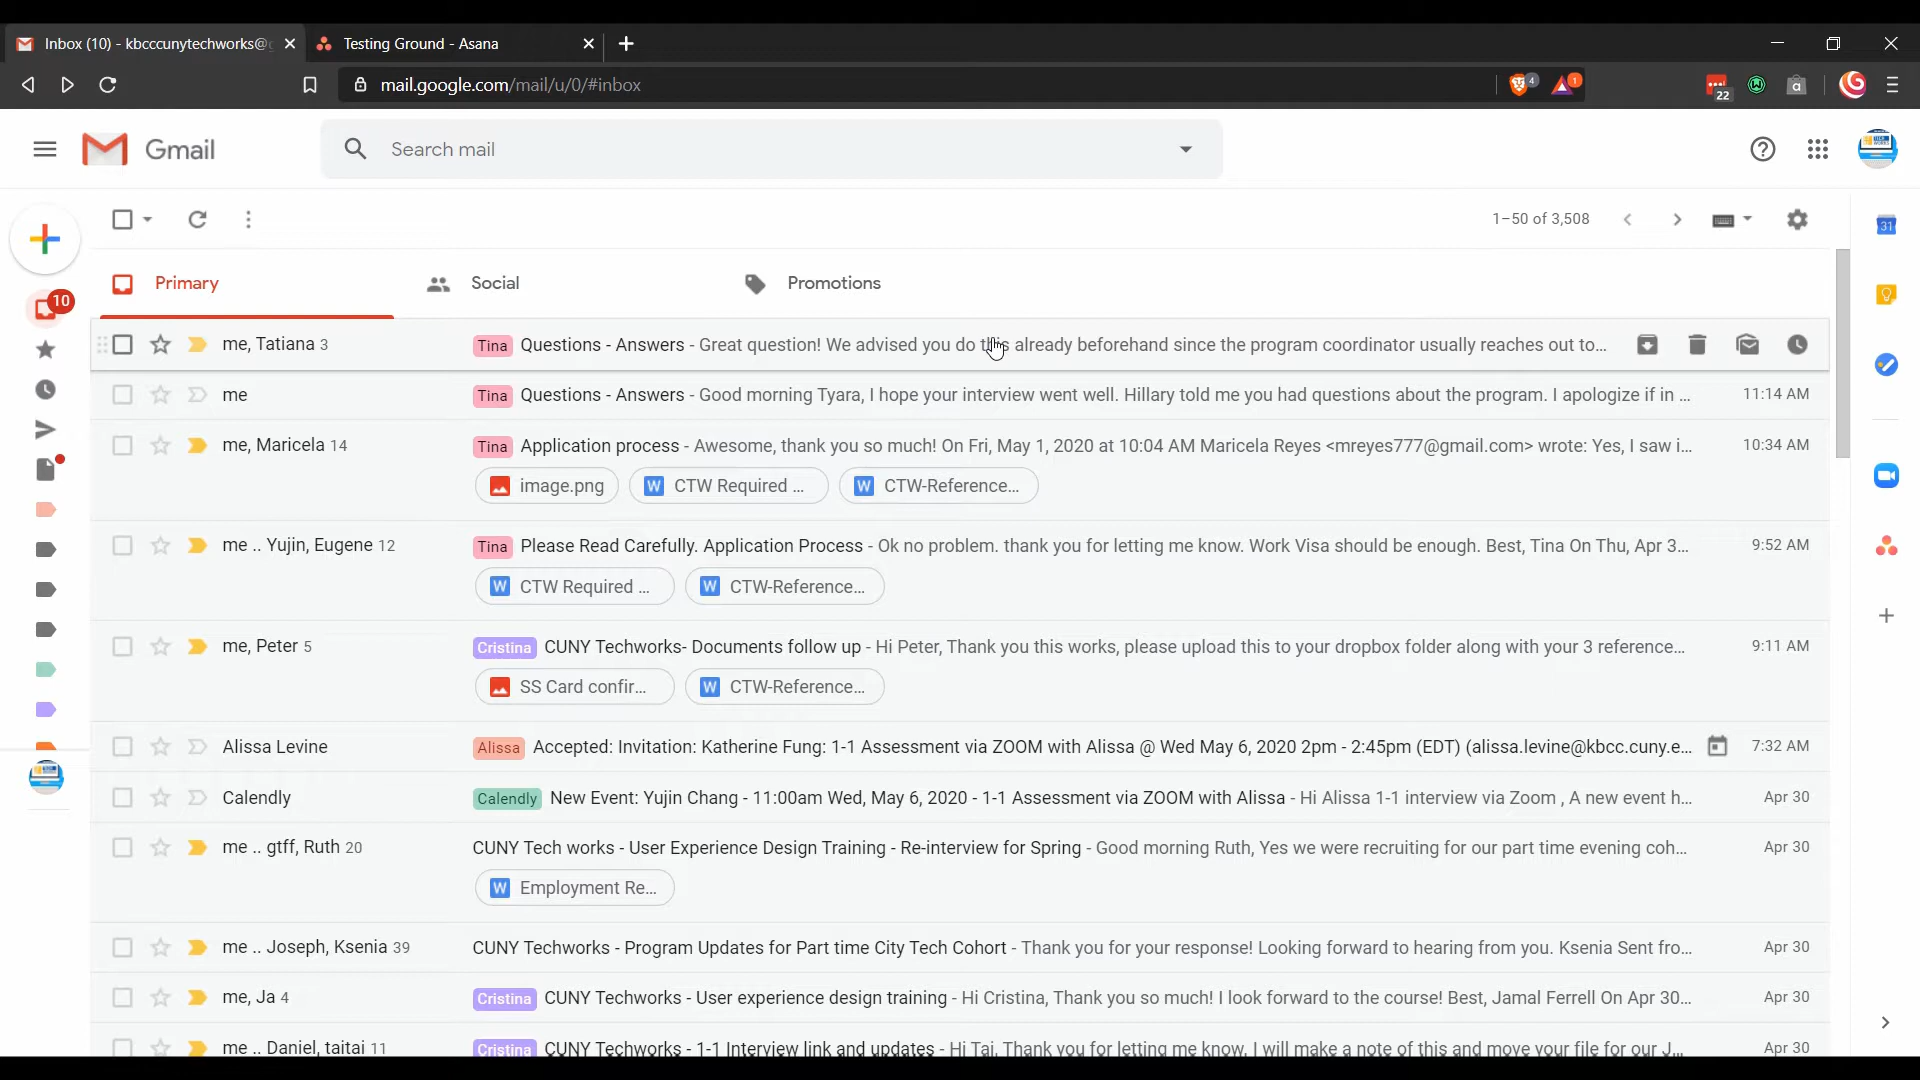 Inbox (10) - kbcccunytechworks@g
Testing Ground - Asana
mail.google.com/mail/u/0/#inbox
4
1
22
a
Gmail
Search mail
1–50 of 3,508
31
Primary
Social
Promotions
10
me, Tatiana 3 Tina Questions - Answers - Great question! We advised you do this already beforehand since the program coordinator usually reaches out to...
me Tina Questions - Answers - Good morning Tyara, I hope your interview went well. Hillary told me you had questions about the program. I apologize if in ... 11:14 AM
me, Maricela 14 Tina Application process - Awesome, thank you so much! On Fri, May 1, 2020 at 10:04 AM Maricela Reyes <mreyes777@gmail.com> wrote: Yes, I saw i... 10:34 AM
image.png W CTW Required ... W CTW-Reference...
me .. Yujin, Eugene 12 Tina Please Read Carefully. Application Process - Ok no problem. thank you for letting me know. Work Visa should be enough. Best, Tina On Thu, Apr 3... 9:52 AM
W CTW Required ... W CTW-Reference...
me, Peter 5 Cristina CUNY Techworks- Documents follow up - Hi Peter, Thank you this works, please upload this to your dropbox folder along with your 3 reference... 9:11 AM
SS Card confir... W CTW-Reference...
Alissa Levine Alissa Accepted: Invitation: Katherine Fung: 1-1 Assessment via ZOOM with Alissa @ Wed May 6, 2020 2pm - 2:45pm (EDT) (alissa.levine@kbcc.cuny.e... 7:32 AM
Calendly Calendly New Event: Yujin Chang - 11:00am Wed, May 6, 2020 - 1-1 Assessment via ZOOM with Alissa - Hi Alissa 1-1 interview via Zoom , A new event h... Apr 30
me .. gtff, Ruth 20 CUNY Tech works - User Experience Design Training - Re-interview for Spring - Good morning Ruth, Yes we were recruiting for our part time evening coh... Apr 30
W Employment Re...
me .. Joseph, Ksenia 39 CUNY Techworks - Program Updates for Part time City Tech Cohort - Thank you for your response! Looking forward to hearing from you. Ksenia Sent fro... Apr 30
me, Ja 4 Cristina CUNY Techworks - User experience design training - Hi Cristina, Thank you so much! I look forward to the course! Best, Jamal Ferrell On Apr 30... Apr 30
me .. Daniel, taitai 11 Cristina CUNY Techworks - 1-1 Interview link and updates - Hi Tai, Thank you for letting me know, I will make a note of this and move your file for our J... Apr 30